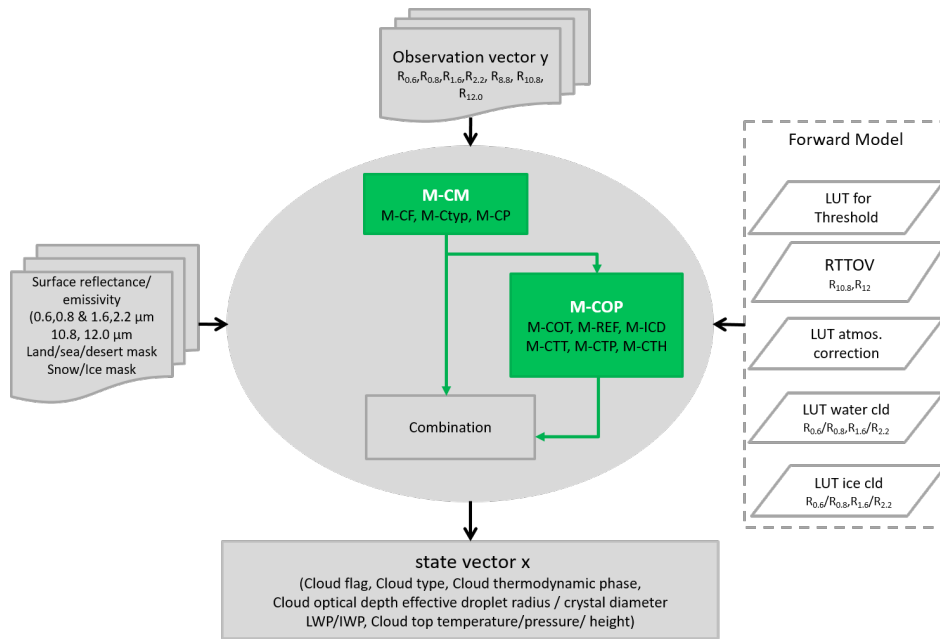 Observation vector y
R0.6,R0.8,R1.6,R2.2, R8.8, R10.8,
R12.0
Forward Model
M-CM
M-CF, M-Ctyp, M-CP
LUT for
Threshold
Surface reflectance/
emissivity
(0.6,0.8 & 1.6,2.2 µm
10.8, 12.0 µm
Land/sea/desert mask
Snow/Ice mask
RTTOV
R10.8,R12
M-COP
M-COT, M-REF, M-ICD
M-CTT, M-CTP, M-CTH
LUT atmos.
correction
Combination
LUT water cld
R0.6/R0.8,R1.6/R2.2
LUT ice cld
R0.6/R0.8,R1.6/R2.2
state vector x
(Cloud flag, Cloud type, Cloud thermodynamic phase,
Cloud optical depth effective droplet radius / crystal diameter
LWP/IWP, Cloud top temperature/pressure/ height)